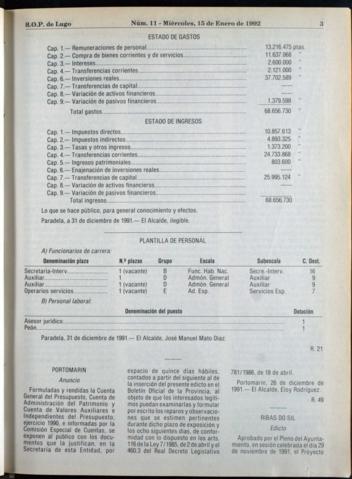 B.O.P. de Lugo Núm. 11 - Miércoles, 15 de Enero de 1992 3
ESTADO DE GASTOS
Cap. 1.— Remuneraciones de personal 13.216.475 ptas.
Cap. 2.— Compra de bienes corrientes y de servicios 11.637.068 "
Cap. 3.— Intereses 2.600.000 "
Cap. 4.— Transferencias corrientes 2.121.000 "
Cap. 6.— Inversiones reales 37.702.589 "
Cap. 7.— Transferencias de capital ------
Cap. 8.— Variación de activos financieros ------
Cap. 9.— Variación de pasivos financieros 1.379.598 "
Total gastos 68.656.730
ESTADO DE INGRESOS
Cap. 1.— Impuestos directos 10.857.613 "
Cap. 2.— Impuestos indirectos 4.893.325 "
Cap. 3.— Tasas y otros ingresos 1.373.200 "
Cap. 4.— Transferencias corrientes 24.733.868 "
Cap. 5.— Ingresos patrimoniales 803.600 "
Cap. 6.— Enajenación de inversiones reales ------
Cap. 7.— Transferencias de capital 25.995.124 "
Cap. 8.— Variación de activos financieros ------
Cap. 9.— Variación de pasivos financieros ------
Total ingreso 68.656.730
Lo que se hace público, para general conocimiento y efectos.
Paradela, a 31 de diciembre de 1991.— El Alcalde, ilegible.
PLANTILLA DE PERSONAL
A) Funcionarios de carrera:
Denominación plaza N.º plazas Grupo Escala Subescala C. Dest.
Secretaria-Interv. 1 (vacante) B Func. Hab. Nac. Secre.-Interv. 16
Auxiliar 1 D Admón. General Auxiliar 9
Auxiliar 1 (vacante) D Admón. General Auxiliar 9
Operarios servicios 1 (vacante) E Ad. Esp. Servicios Esp. 7
B) Personal laboral:
Denominación del puesto Dotación
Asesor jurídico 1
Peón 1
Paradela, 31 de diciembre de 1991.— El Alcalde, José Manuel Mato Díaz.
R. 21
PORTOMARIN
Anuncio
Formuladas y rendidas la Cuenta
General del Presupuesto, Cuenta de
Administración del Patrimonio y
Cuenta de Valores Auxiliares e
Independientes del Presupuesto,
ejercicio 1990, e informadas por la
Comisión Especial de Cuentas, se
exponen al público con los docu-
mentos que la justifican, en la
Secretaría de esta Entidad, por
espacio de quince días hábiles,
contados a partir del siguiente al de
la inserción del presente edicto en el
Boletín Oficial de la Provincia, al
objeto de que los interesados legíti-
mos puedan examinarlas y formular
por escrito los reparos y observacio-
nes que se estimen pertinentes
durante dicho plazo de exposición y
los ocho siguientes días, de confor-
midad con lo dispuesto en los arts.
116 de la Ley 7/1985, de 2 de abril y el
460.3 del Real Decreto Legislativo
781/1986, de 18 de abril.
Portomarín, 26 de diciembre de
1991.— El Alcalde, Eloy Rodríguez.
R. 49
RIBAS DO SIL
Edicto
Aprobado por el Pleno del Ayunta-
miento, en sesión celebrada el día 29
de noviembre de 1991, el Proyecto